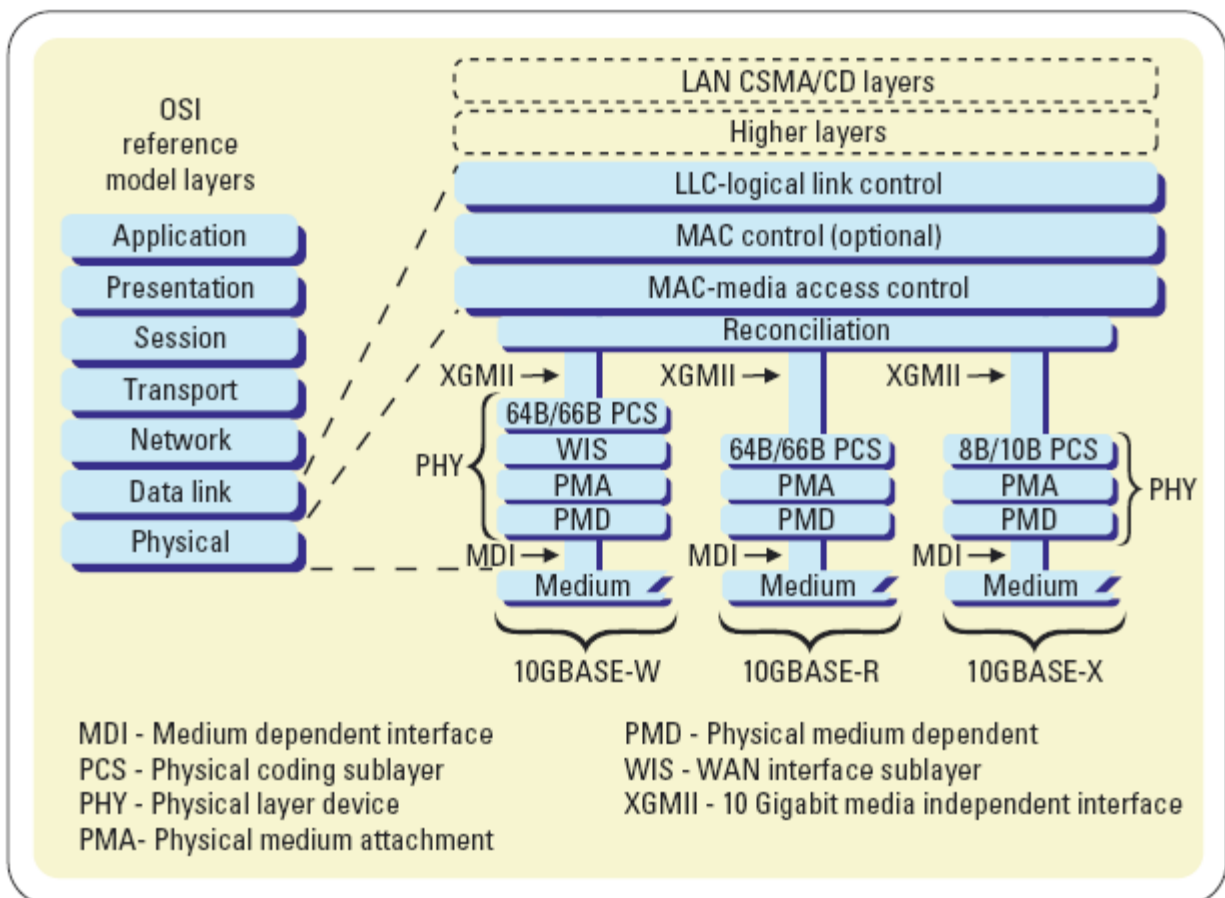 OSI
reference
model layers
Application
Presentation
Session
Transport
Network
Data link
Physical
LAN CSMA/CD layers
Higher layers
LLC-logical link control
MAC control (optional)
MAC-media access control
Reconciliation
XGMII
XGMII
XGMII
PHY
64B/66B PCS
WIS
PMA
PMD
MDI
Medium
10GBASE-W
64B/66B PCS
PMA
PMD
MDI
Medium
10GBASE-R
8B/10B PCS
PMA
PMD
PHY
MDI
Medium
10GBASE-X
MDI - Medium dependent interface
PCS - Physical coding sublayer
PHY - Physical layer device
PMA- Physical medium attachment
PMD - Physical medium dependent
WIS - WAN interface sublayer
XGMII - 10 Gigabit media independent interface